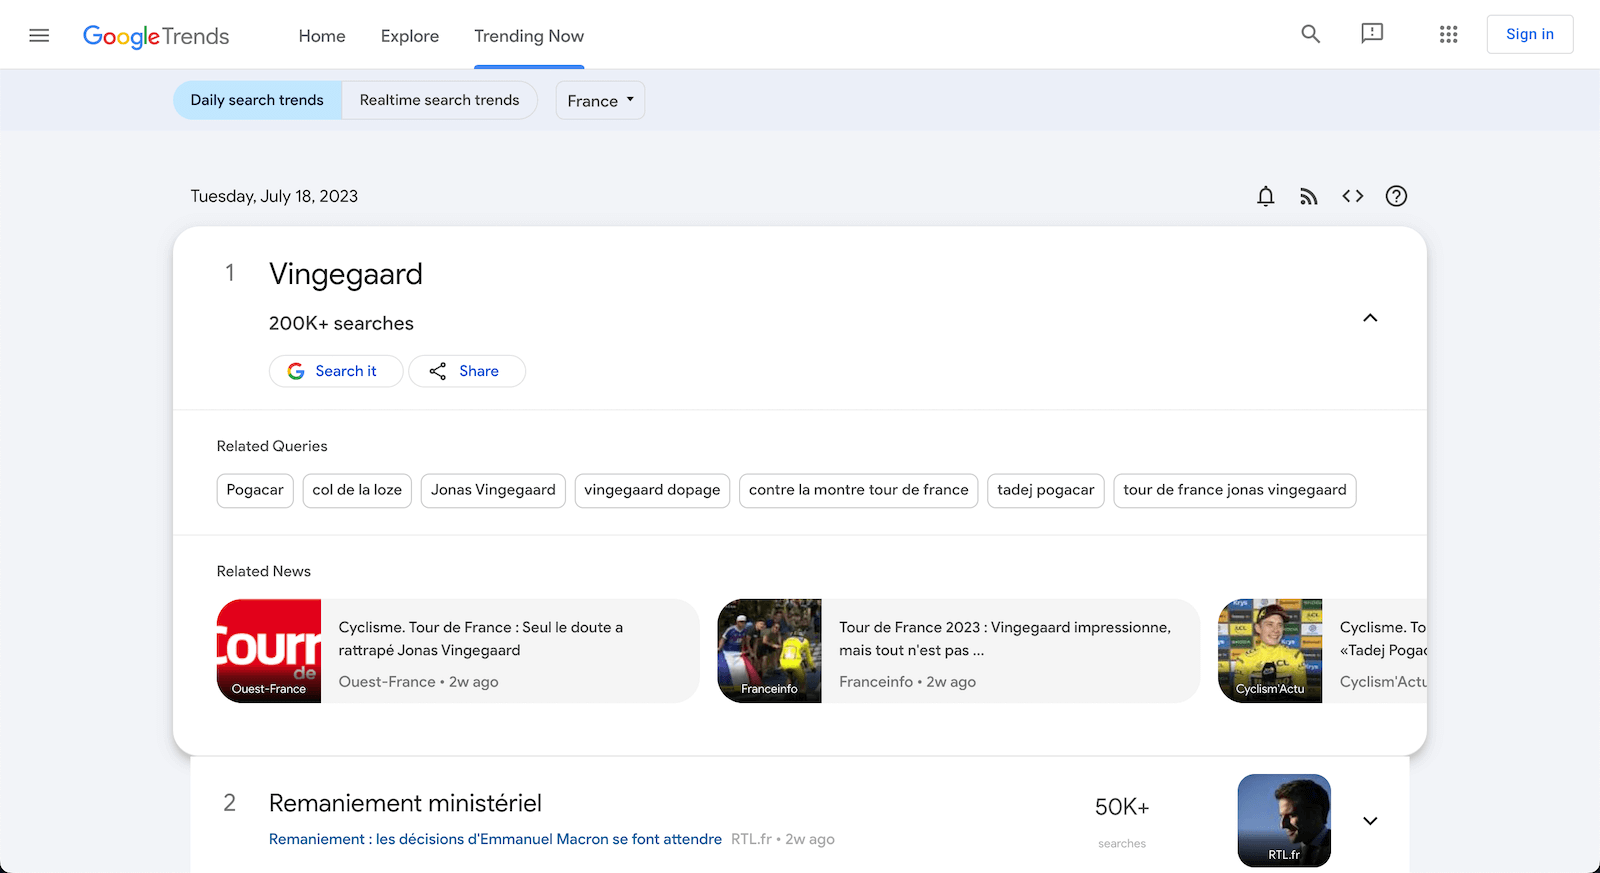 Google Trends
Home
Explore
Trending Now
Sign in
Daily search trends
Realtime search trends
France
Tuesday, July 18, 2023
1
Vingegaard
200K+ searches
Search it
Share
Related Queries
Pogacar
col de la loze
Jonas Vingegaard
vingegaard dopage
contre la montre tour de france
tadej pogacar
tour de france jonas vingegaard
Related News
Courr
de
Ouest-France
Cyclisme. Tour de France : Seul le doute a
rattrapé Jonas Vingegaard
Ouest-France • 2w ago
Franceinfo
Tour de France 2023 : Vingegaard impressionne,
mais tout n'est pas ...
Franceinfo • 2w ago
Cyclism'Actu
Cyclisme. To
«Tadej Pogac
Cyclism'Actu
2
Remaniement ministériel
Remaniement : les décisions d'Emmanuel Macron se font attendre RTL.fr • 2w ago
50K+
searches
RTL.fr